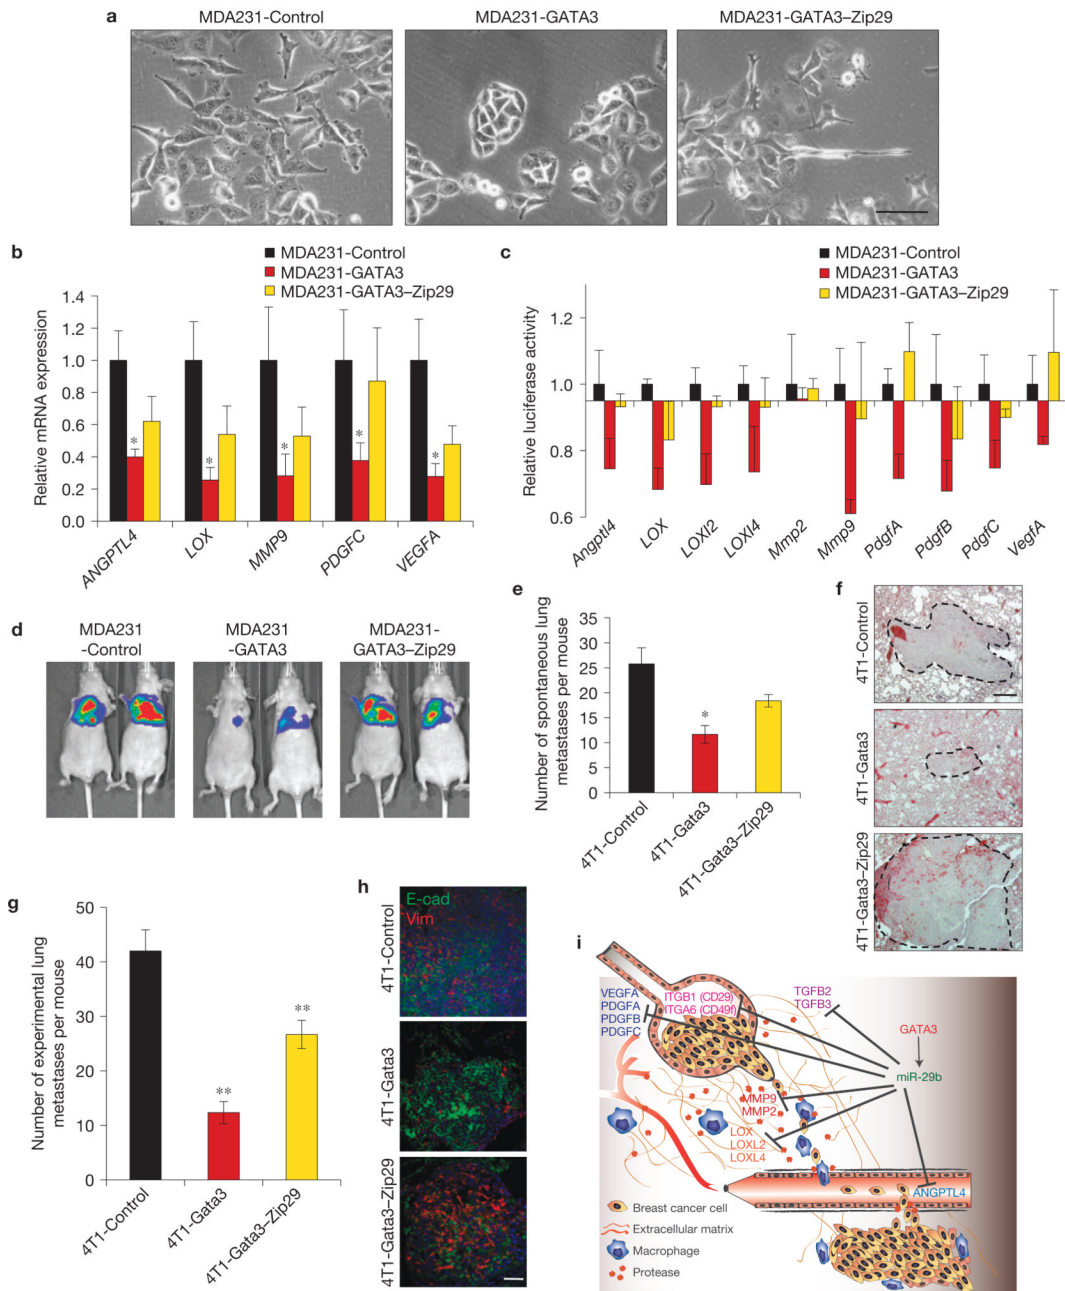 a
MDA231-Control
MDA231-GATA3
MDA231-GATA3–Zip29
b
MDA231-Control
MDA231-GATA3
MDA231-GATA3–Zip29
Relative mRNA expression
1.4
1.2
1.0
0.8
0.6
0.4
0.2
0.0
*
*
*
*
*
ANGPTL4
LOX
MMP9
PDGFC
VEGFA
c
MDA231-Control
MDA231-GATA3
MDA231-GATA3–Zip29
Relative luciferase activity
1.2
1.0
0.8
0.6
Angptl4
LOX
LOXl2
LOXl4
Mmp2
Mmp9
PdgfA
PdgfB
PdgfC
VegfA
d
MDA231
-Control
MDA231
-GATA3
MDA231-
GATA3–Zip29
e
Number of spontaneous lung
metastases per mouse
35
30
25
20
15
10
5
0
*
4T1-Control
4T1-Gata3
4T1-Gata3–Zip29
f
4T1-Control
4T1-Gata3
4T1-Gata3–Zip29
g
Number of experimental lung
metastases per mouse
50
40
30
20
10
0
**
**
4T1-Control
4T1-Gata3
4T1-Gata3–Zip29
h
E-cad
Vim
4T1-Control
4T1-Gata3
4T1-Gata3–Zip29
i
VEGFA
PDGFA
PDGFB
PDGFC
ITGB1 (CD29)
ITGA6 (CD49f)
TGFB2
TGFB3
GATA3
miR-29b
MMP9
MMP2
LOX
LOXL2
LOXL4
ANGPTL4
Breast cancer cell
Extracellular matrix
Macrophage
Protease